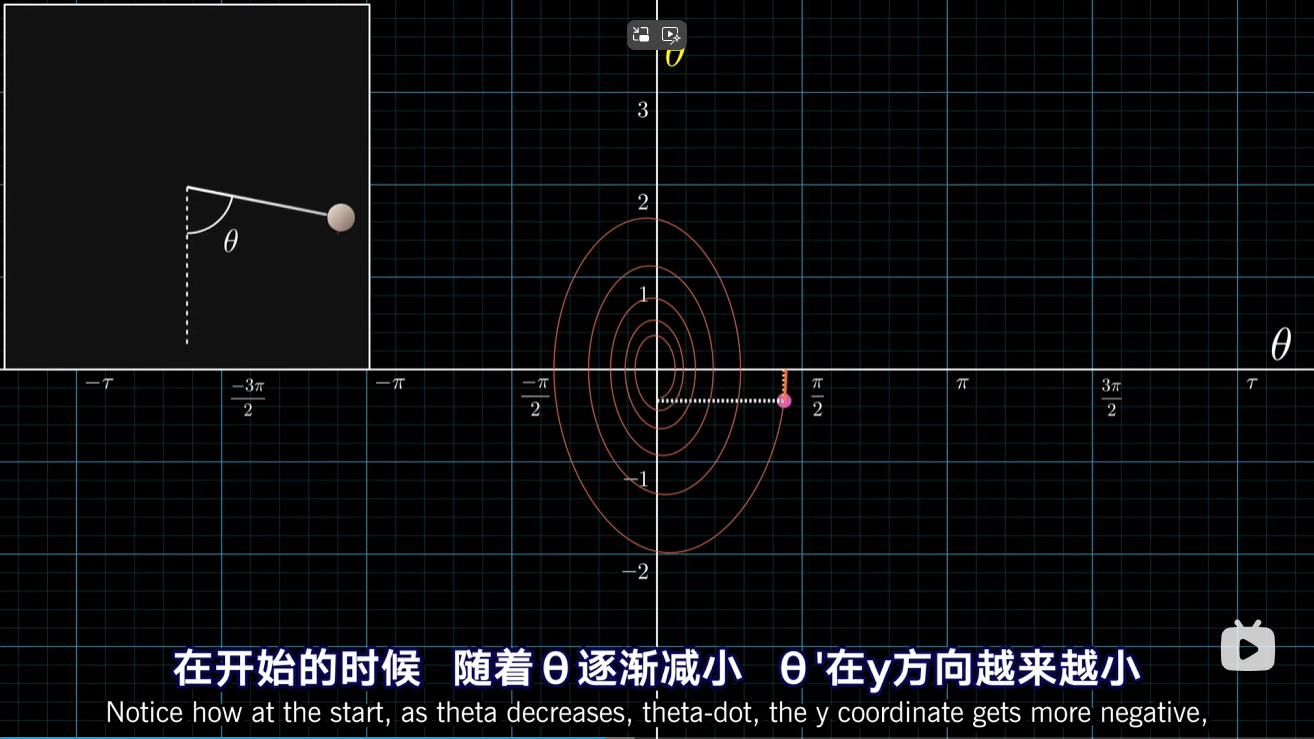 θ
θ
3
2
1
−1
−2
θ
−τ
−3π/2
−π
−π/2
π/2
π
3π/2
τ
在开始的时候 随着θ逐渐减小 θ'在y方向越来越小
Notice how at the start, as theta decreases, theta-dot, the y coordinate gets more negative,